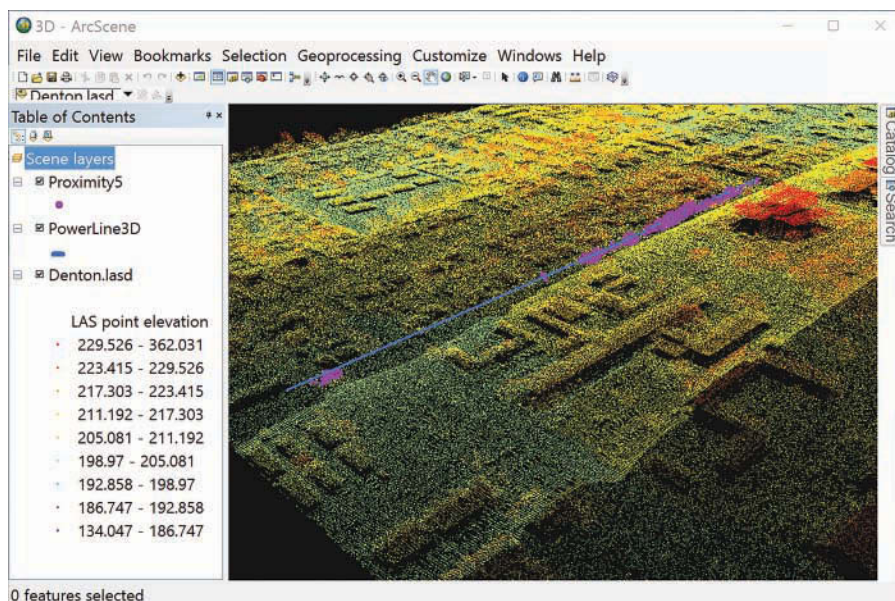 3D - ArcScene
File Edit View Bookmarks Selection Geoprocessing Customize Windows Help
Denton.lasd
Table of Contents
Scene layers
Proximity5
PowerLine3D
Denton.lasd
LAS point elevation
229.526 - 362.031
223.415 - 229.526
217.303 - 223.415
211.192 - 217.303
205.081 - 211.192
198.97 - 205.081
192.858 - 198.97
186.747 - 192.858
134.047 - 186.747
Catalog
Search
0 features selected